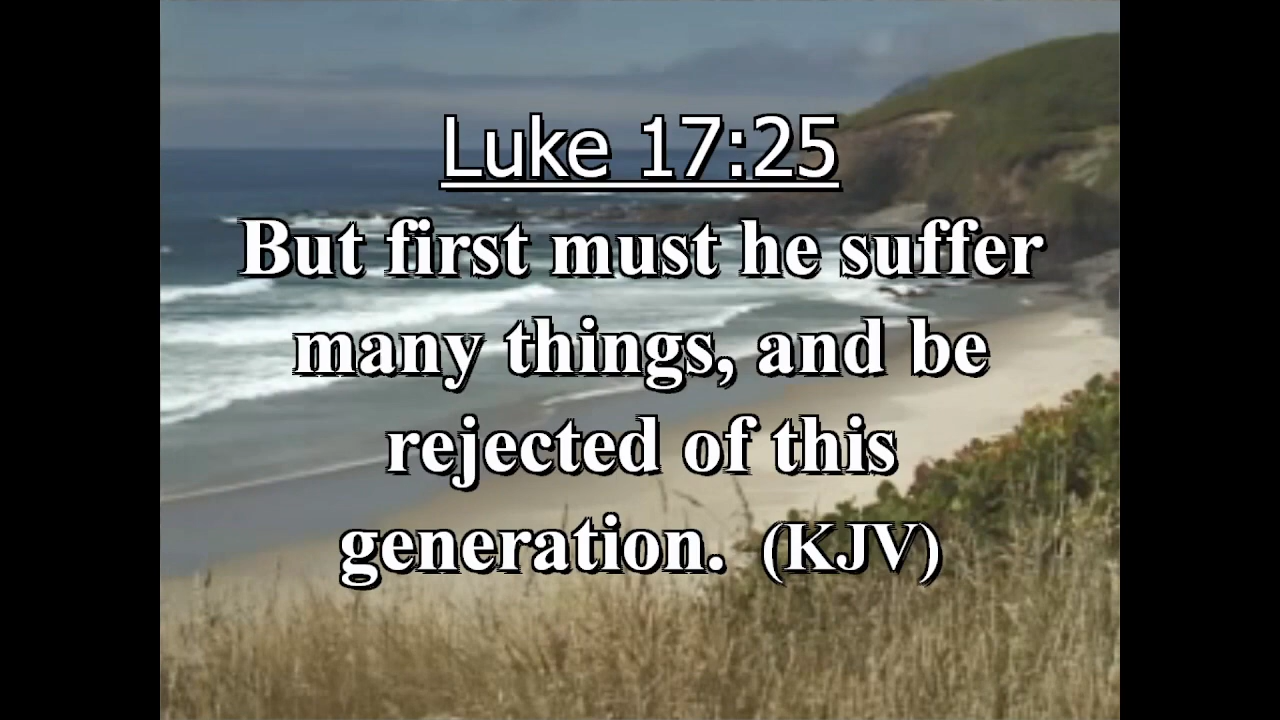 Luke 17:25
But first must he suffer
many things, and be
rejected of this
generation. (KJV)